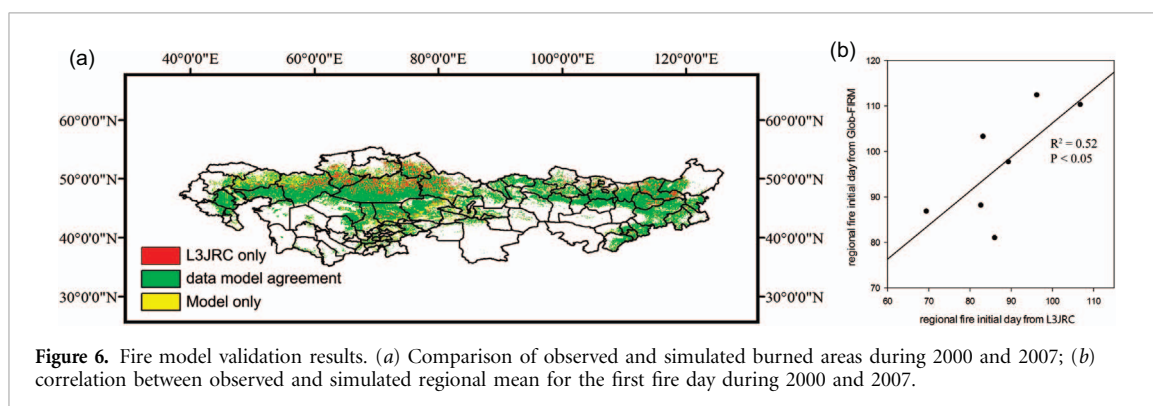 (a)
40°0'0"E 60°0'0"E 80°0'0"E 100°0'0"E 120°0'0"E
60°0'0"N
60°0'0"N
50°0'0"N
50°0'0"N
40°0'0"N
40°0'0"N
30°0'0"N
30°0'0"N
L3JRC only
data model agreement
Model only
(b)
regional fire initial day from Glob-FIRM
120
110
100
90
80
70
R² = 0.52
P < 0.05
60 70 80 90 100 110
regional fire initial day from L3JRC
Figure 6. Fire model validation results. (a) Comparison of observed and simulated burned areas during 2000 and 2007; (b)
correlation between observed and simulated regional mean for the first fire day during 2000 and 2007.